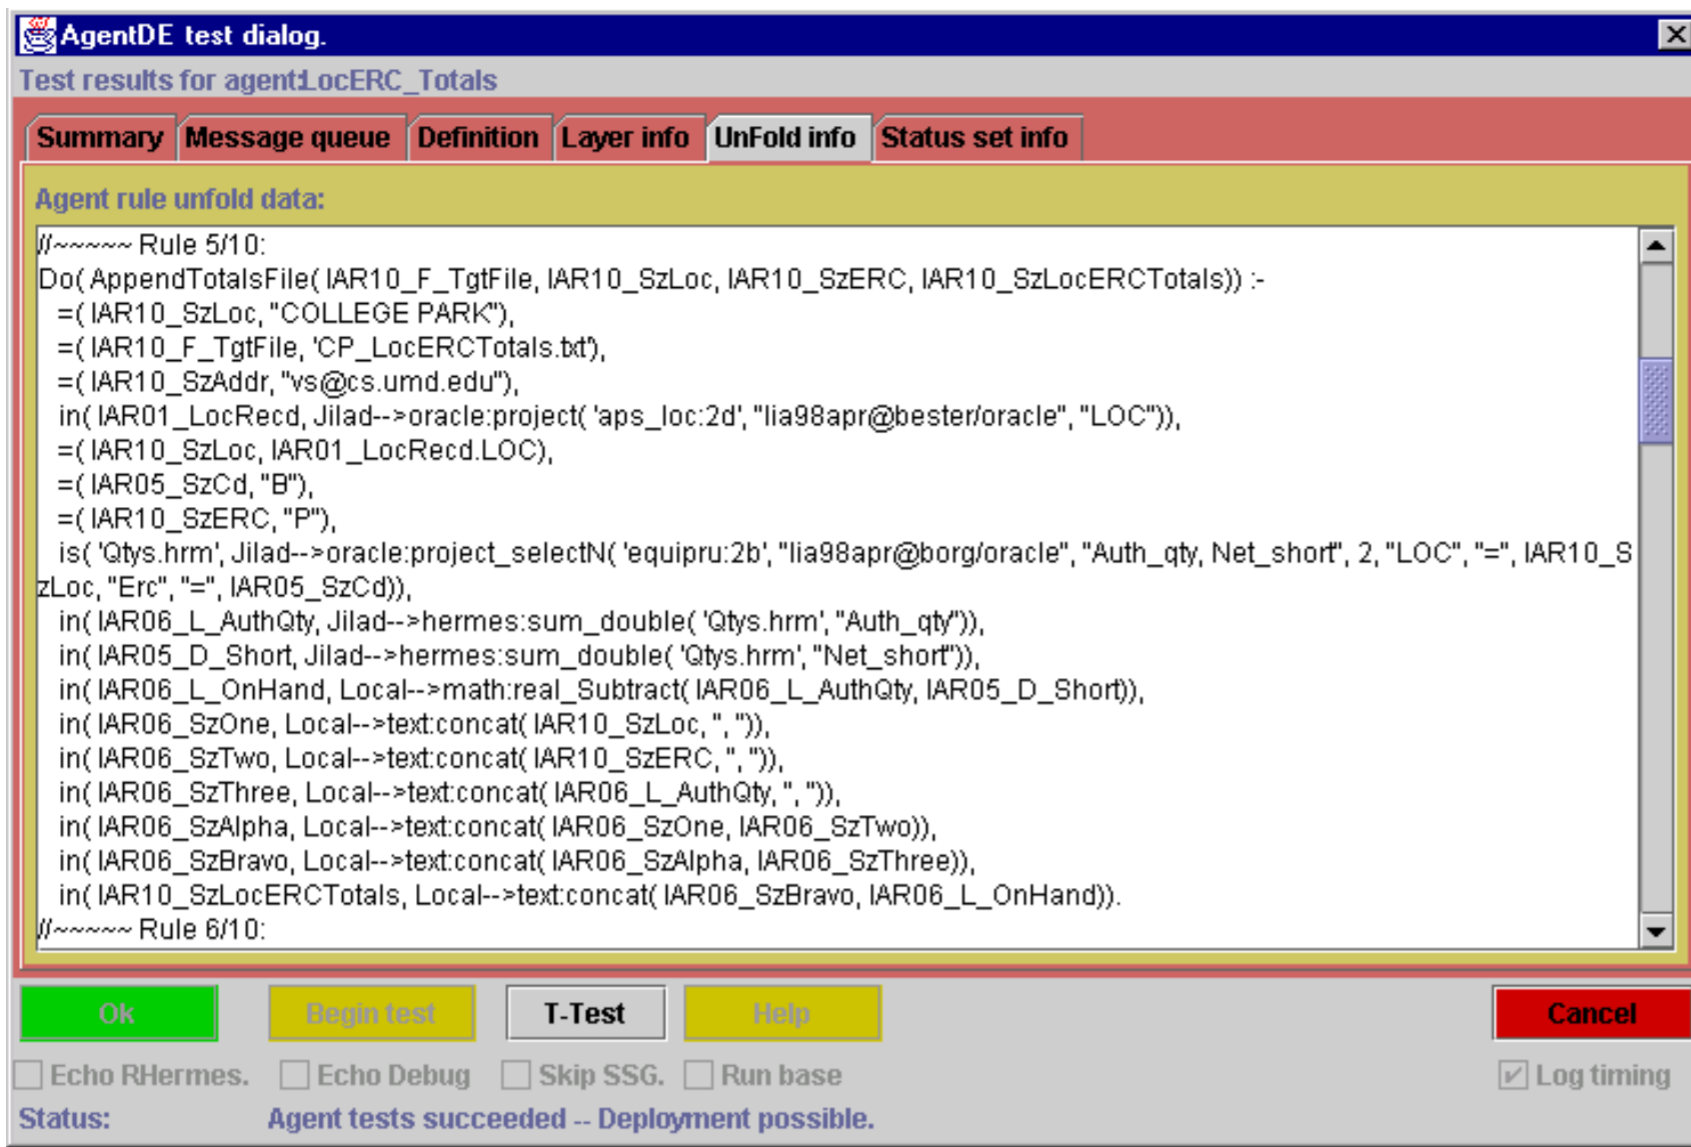 AgentDE test dialog.
Test results for agent:LocERC_Totals
Summary Message queue Definition Layer info UnFold info Status set info
Agent rule unfold data:
//~~~~~ Rule 5/10:
Do( AppendTotalsFile( IAR10_F_TgtFile, IAR10_SzLoc, IAR10_SzERC, IAR10_SzLocERCTotals)) :-
=( IAR10_SzLoc, "COLLEGE PARK"),
=( IAR10_F_TgtFile, 'CP_LocERCTotals.txt'),
=( IAR10_SzAddr, "vs@cs.umd.edu"),
in( IAR01_LocRecd, Jilad-->oracle:project( 'aps_loc:2d', "lia98apr@bester/oracle", "LOC")),
=( IAR10_SzLoc, IAR01_LocRecd.LOC),
=( IAR05_SzCd, "B"),
=( IAR10_SzERC, "P"),
is( 'Qtys.hrm', Jilad-->oracle:project_selectN( 'equipru:2b', "lia98apr@borg/oracle", "Auth_qty, Net_short", 2, "LOC", "=", IAR10_S
zLoc, "Erc", "=", IAR05_SzCd)),
in( IAR06_L_AuthQty, Jilad-->hermes:sum_double( 'Qtys.hrm', "Auth_qty")),
in( IAR05_D_Short, Jilad-->hermes:sum_double( 'Qtys.hrm', "Net_short")),
in( IAR06_L_OnHand, Local-->math:real_Subtract( IAR06_L_AuthQty, IAR05_D_Short)),
in( IAR06_SzOne, Local-->text:concat( IAR10_SzLoc, ", ")),
in( IAR06_SzTwo, Local-->text:concat( IAR10_SzERC, ", ")),
in( IAR06_SzThree, Local-->text:concat( IAR06_L_AuthQty, ", ")),
in( IAR06_SzAlpha, Local-->text:concat( IAR06_SzOne, IAR06_SzTwo)),
in( IAR06_SzBravo, Local-->text:concat( IAR06_SzAlpha, IAR06_SzThree)),
in( IAR10_SzLocERCTotals, Local-->text:concat( IAR06_SzBravo, IAR06_L_OnHand)).
//~~~~~ Rule 6/10:
Ok Begin test T-Test Help Cancel
Echo RHermes. Echo Debug Skip SSG. Run base Log timing
Status: Agent tests succeeded -- Deployment possible.